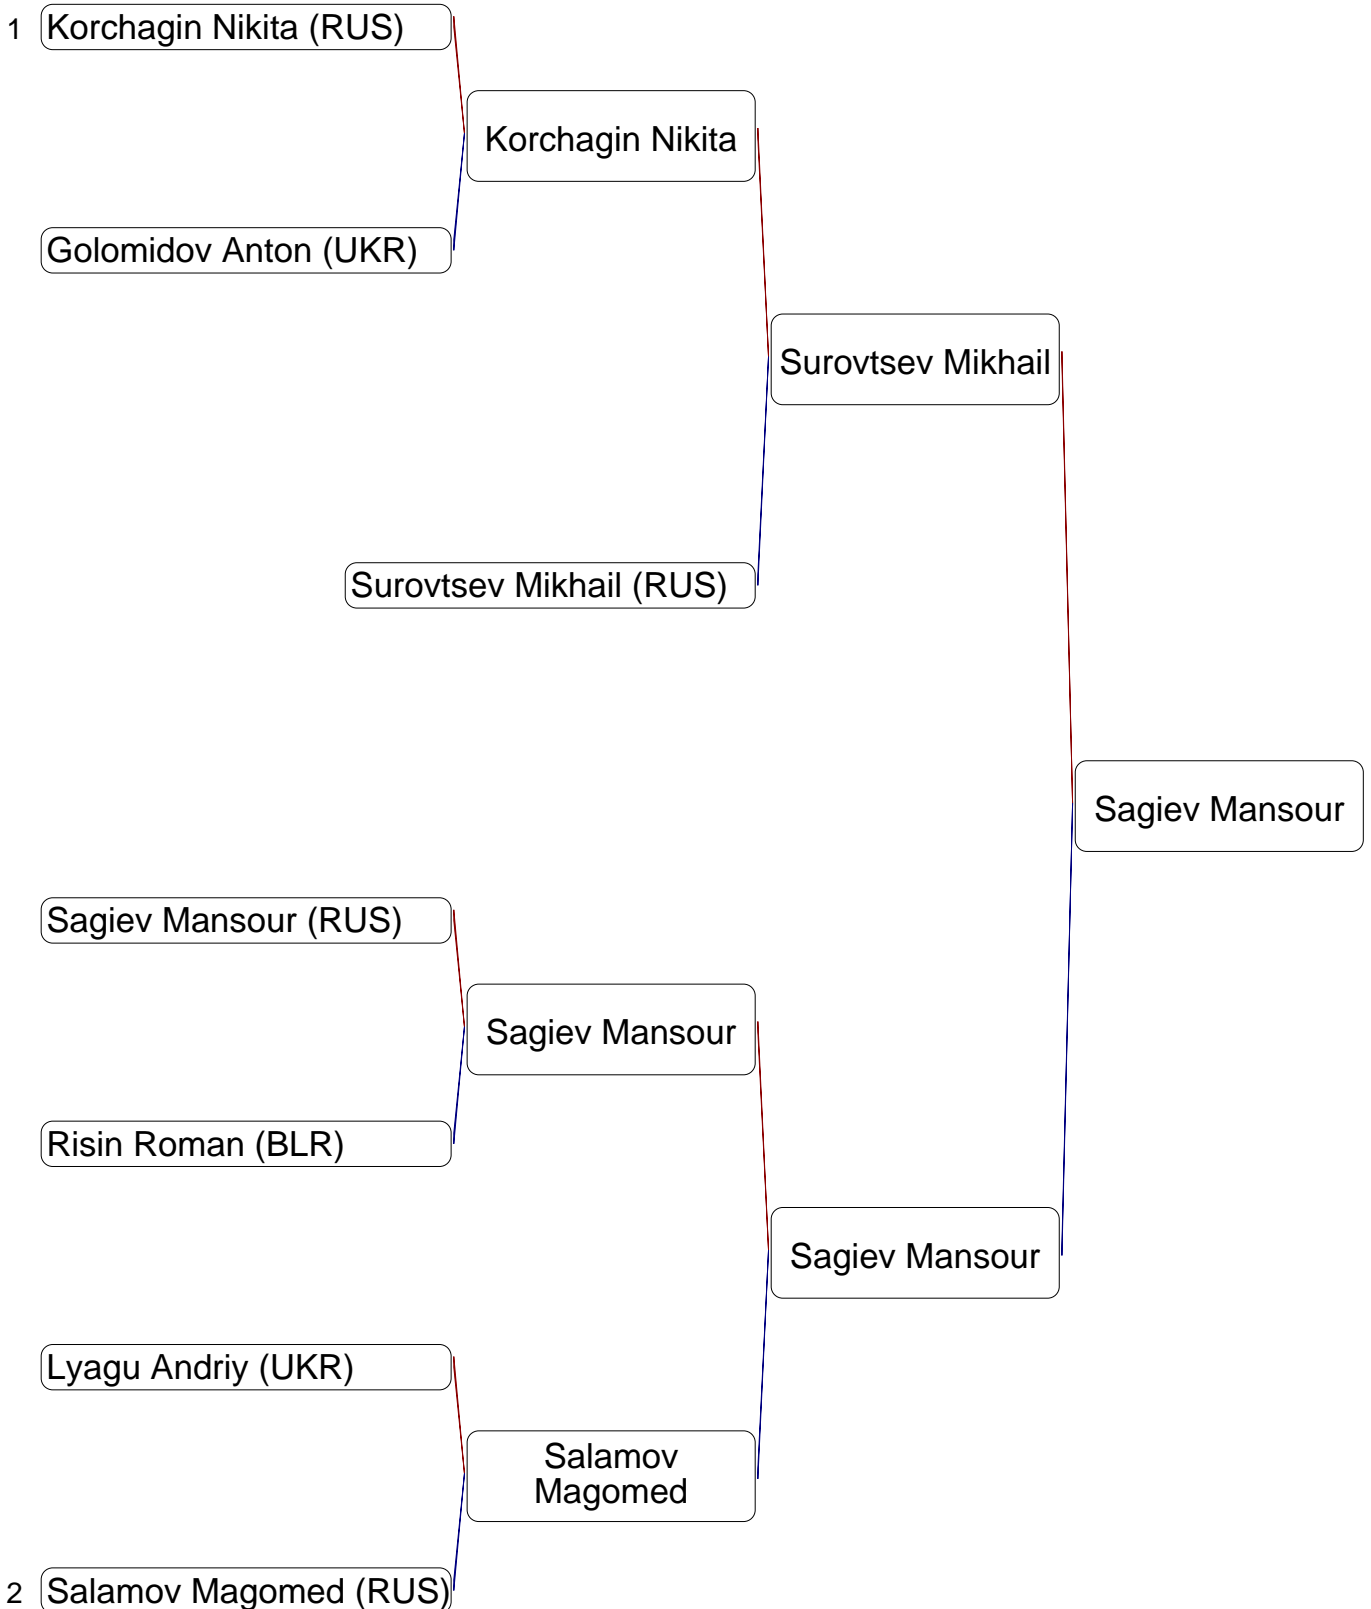 1 Korchagin Nikita (RUS)
Korchagin Nikita
Golomidov Anton (UKR)
Surovtsev Mikhail
Surovtsev Mikhail (RUS)
Sagiev Mansour
Sagiev Mansour (RUS)
Sagiev Mansour
Risin Roman (BLR)
Sagiev Mansour
Lyagu Andriy (UKR)
Salamov
Magomed
2 Salamov Magomed (RUS)